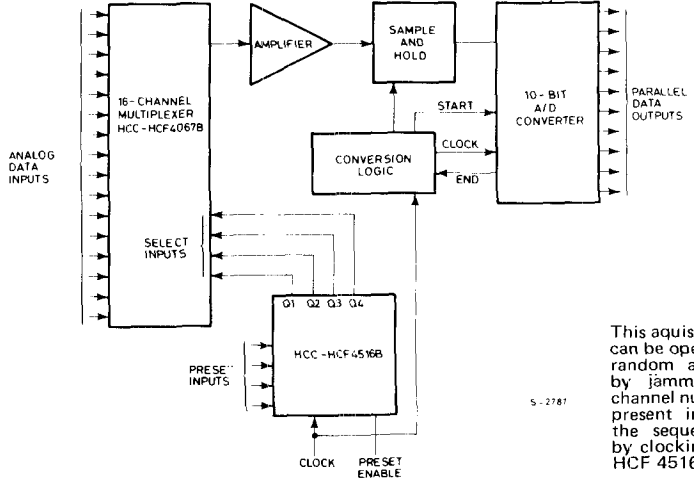 16-CHANNEL
MULTIPLEXER
HCC-HCF4067B
AMPLIFIER
SAMPLE
AND
HOLD
10-BIT
A/D
CONVERTER
PARALLEL
DATA
OUTPUTS
ANALOG
DATA
INPUTS
START
CONVERSION
LOGIC
CLOCK
END
SELECT
INPUTS
Q1 Q2 Q3 Q4
HCC-HCF4516B
INPUTS
CLOCK
PRESET
ENABLE
S-2787
This aquis
can be ope
random a
by jamm
channel nu
present in
the seque
by clockin
HCF 4516